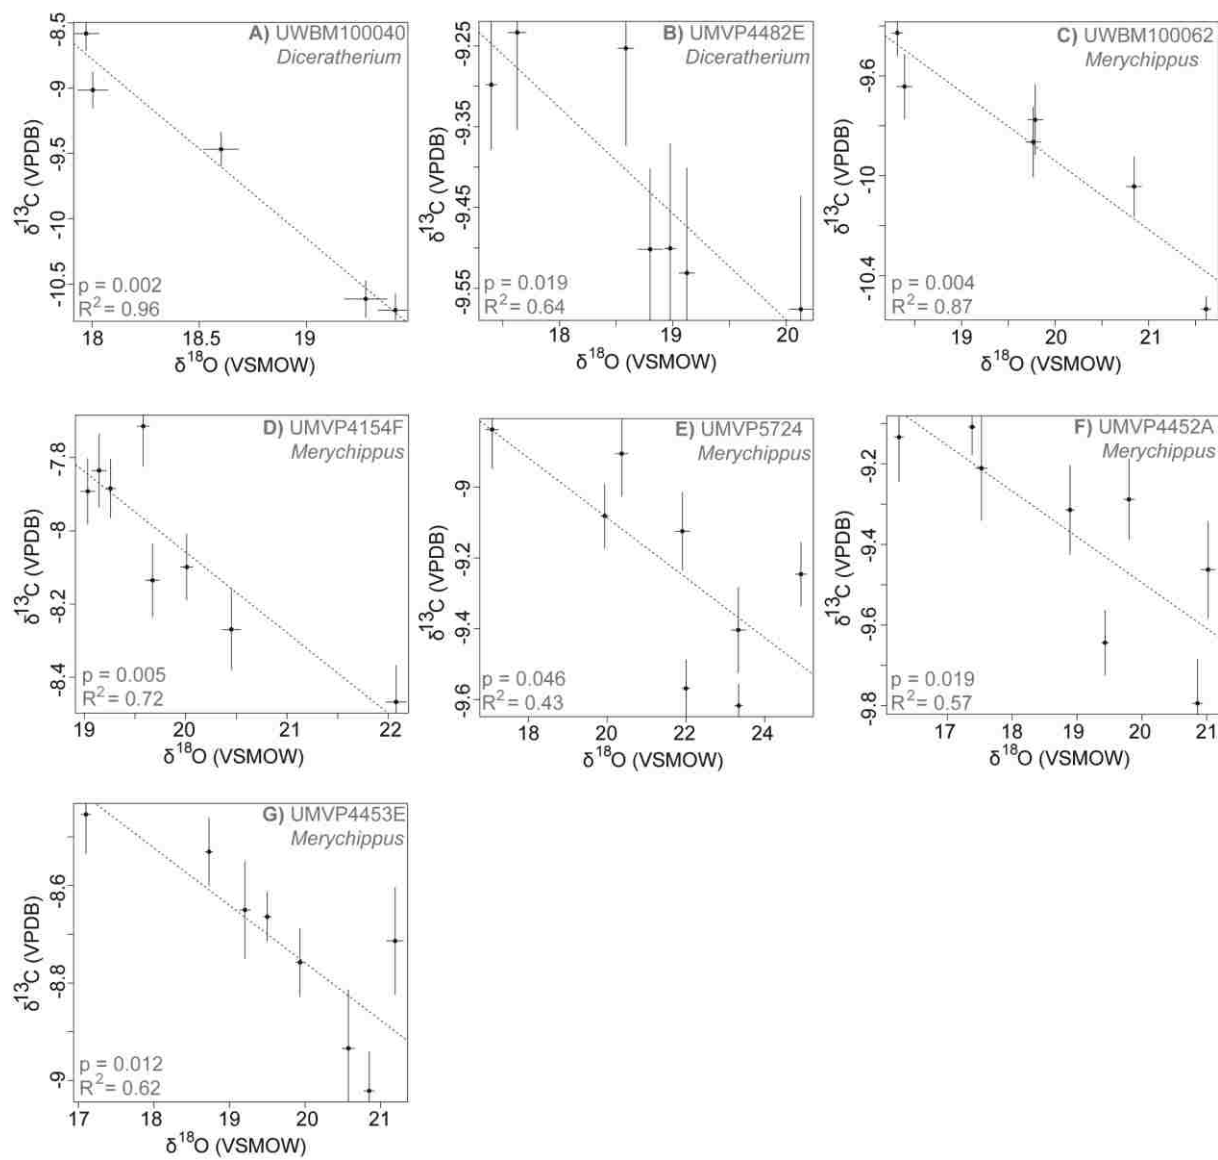 A) UWBM100040
Diceratherium
-8.5
-9
-9.5
-10
-10.5
δ13C (VPDB)
p = 0.002
R2 = 0.96
18
18.5
19
δ18O (VSMOW)
B) UMVP4482E
Diceratherium
-9.25
-9.35
-9.45
-9.55
δ13C (VPDB)
p = 0.019
R2 = 0.64
18
19
20
δ18O (VSMOW)
C) UWBM100062
Merychippus
-9.6
-10
-10.4
δ13C (VPDB)
p = 0.004
R2 = 0.87
19
20
21
δ18O (VSMOW)
D) UMVP4154F
Merychippus
-7.8
-8
-8.2
-8.4
δ13C (VPDB)
p = 0.005
R2 = 0.72
19
20
21
22
δ18O (VSMOW)
E) UMVP5724
Merychippus
-9
-9.2
-9.4
-9.6
δ13C (VPDB)
p = 0.046
R2 = 0.43
18
20
22
24
δ18O (VSMOW)
F) UMVP4452A
Merychippus
-9.2
-9.4
-9.6
-9.8
δ13C (VPDB)
p = 0.019
R2 = 0.57
17
18
19
20
21
δ18O (VSMOW)
G) UMVP4453E
Merychippus
-8.6
-8.8
-9
δ13C (VPDB)
p = 0.012
R2 = 0.62
17
18
19
20
21
δ18O (VSMOW)